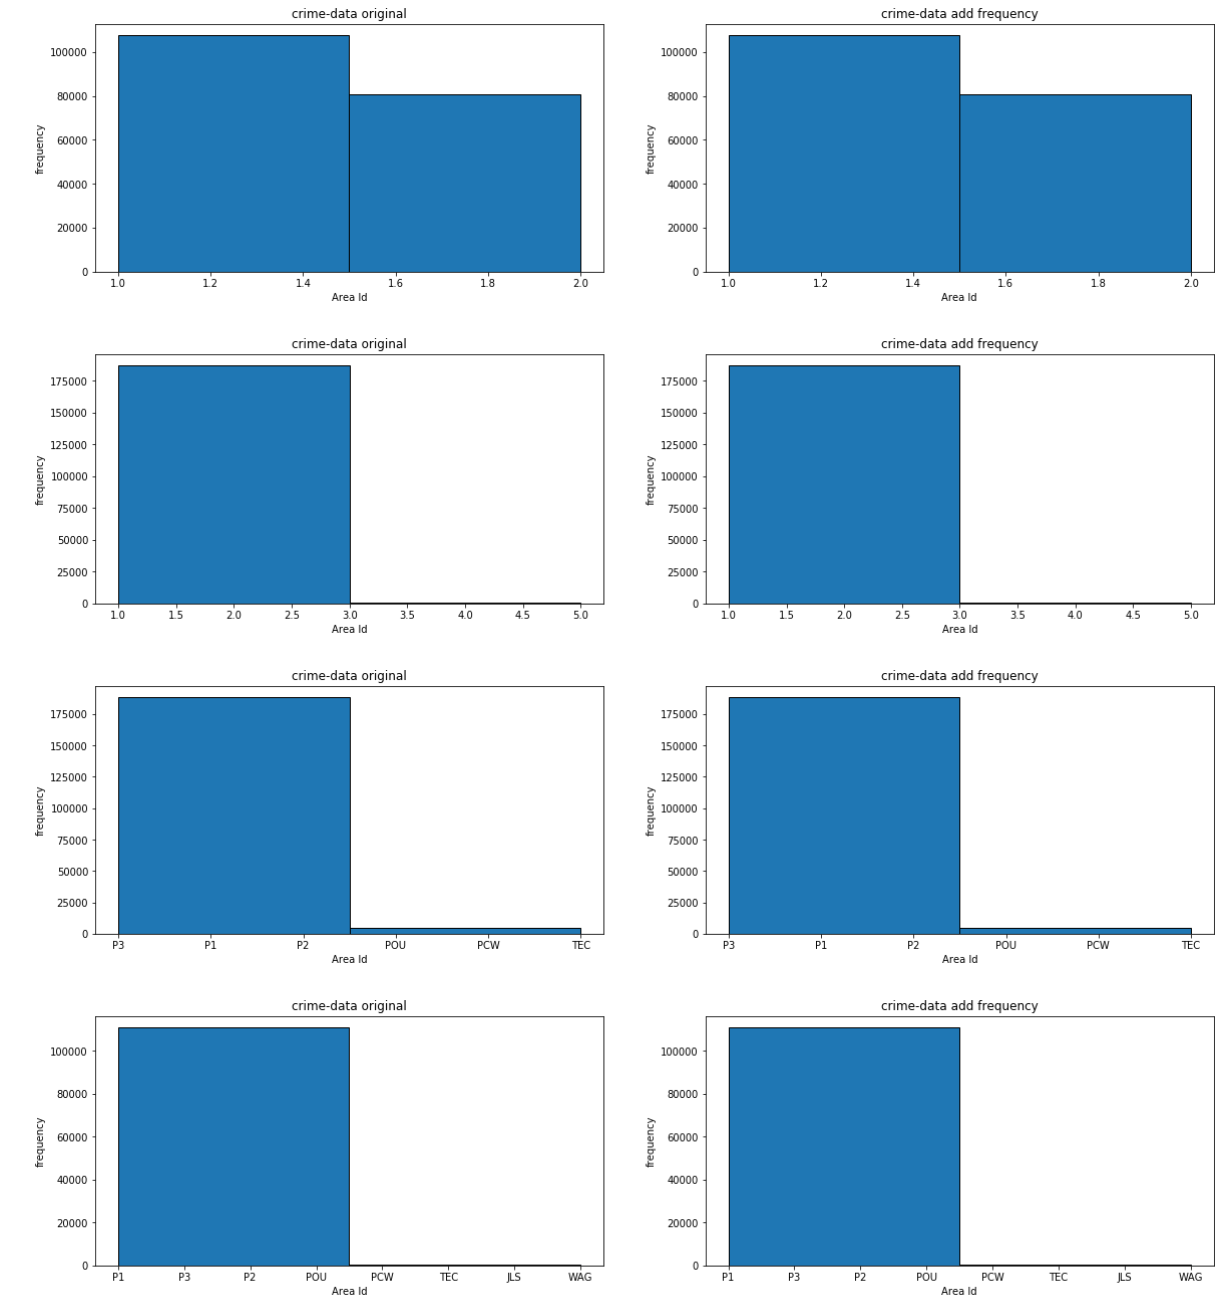 crime-data original
frequency
100000
80000
60000
40000
20000
0
1.0 1.2 1.4 1.6 1.8 2.0
Area Id
crime-data add frequency
frequency
100000
80000
60000
40000
20000
0
1.0 1.2 1.4 1.6 1.8 2.0
Area Id
crime-data original
frequency
175000
150000
125000
100000
75000
50000
25000
0
1.0 1.5 2.0 2.5 3.0 3.5 4.0 4.5 5.0
Area Id
crime-data add frequency
frequency
175000
150000
125000
100000
75000
50000
25000
0
1.0 1.5 2.0 2.5 3.0 3.5 4.0 4.5 5.0
Area Id
crime-data original
frequency
175000
150000
125000
100000
75000
50000
25000
0
P3 P1 P2 POU PCW TEC
Area Id
crime-data add frequency
frequency
175000
150000
125000
100000
75000
50000
25000
0
P3 P1 P2 POU PCW TEC
Area Id
crime-data original
frequency
100000
80000
60000
40000
20000
0
P1 P3 P2 POU PCW TEC JLS WAG
Area Id
crime-data add frequency
frequency
100000
80000
60000
40000
20000
0
P1 P3 P2 POU PCW TEC JLS WAG
Area Id